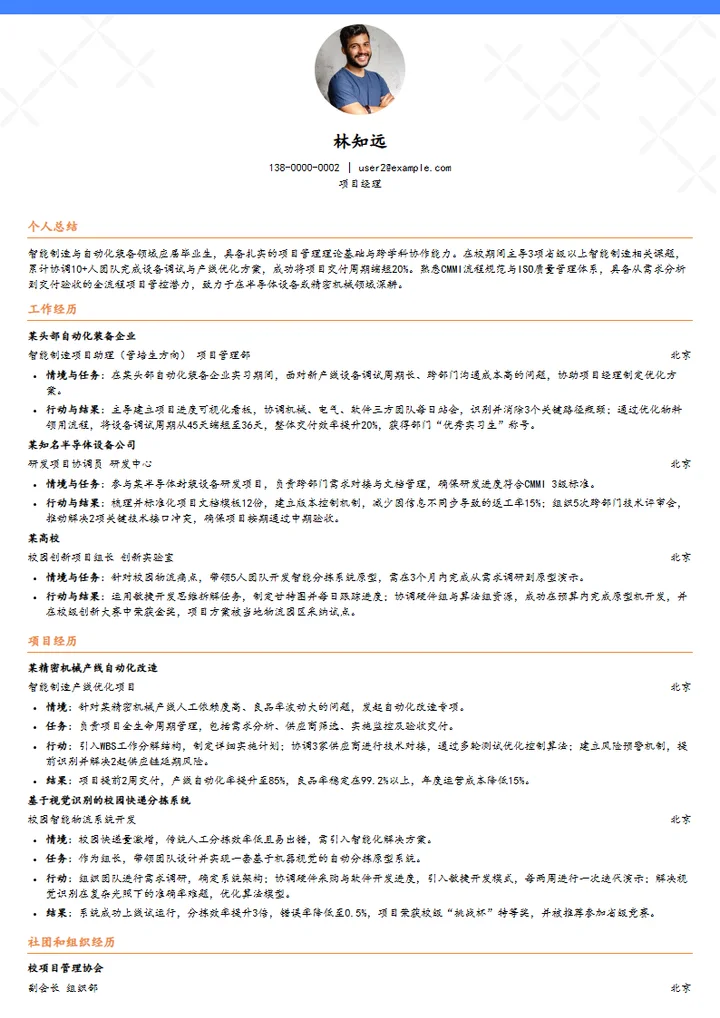 林知远
138-0000-0002 | user2@example.com
项目经理
个人总结
智能制造与自动化装备领域应届毕业生，具备扎实的项目管理理论基础与跨学科协作能力。在校期间主导3项省级以上智能制造相关课题，
累计协调10+人团队完成设备调试与产线优化方案，成功将项目交付周期缩短20%。熟悉CMMI流程规范与ISO质量管理体系，具备从需求分析
到交付验收的全流程项目管控潜力，致力于在半导体设备或精密机械领域深耕。
工作经历
某头部自动化装备企业
智能制造项目助理（管培生方向） 项目管理部 北京
• 情境与任务：在某头部自动化装备企业实习期间，面对新产线设备调试周期长、跨部门沟通成本高的问题，协助项目经理制定优化方
案。
• 行动与结果：主导建立项目进度可视化看板，协调机械、电气、软件三方团队每日站会，识别并消除3个关键路径瓶颈；通过优化物料
领用流程，将设备调试周期从45天缩短至36天，整体交付效率提升20%，获得部门“优秀实习生”称号。
某知名半导体设备公司
研发项目协调员 研发中心 北京
• 情境与任务：参与某半导体封装设备研发项目，负责跨部门需求对接与文档管理，确保研发进度符合CMMI 3级标准。
• 行动与结果：梳理并标准化项目文档模板12份，建立版本控制机制，减少因信息不同步导致的返工率15%；组织5次跨部门技术评审会，
推动解决2项关键技术接口冲突，确保项目按期通过中期验收。
某高校
校园创新项目组长 创新实验室 北京
• 情境与任务：针对校园物流痛点，带领5人团队开发智能分拣系统原型，需在3个月内完成从需求调研到原型演示。
• 行动与结果：运用敏捷开发思维拆解任务，制定甘特图并每日跟踪进度；协调硬件组与算法组资源，成功在预算内完成原型机开发，并
在校级创新大赛中荣获金奖，项目方案被当地物流园区采纳试点。
项目经历
某精密机械产线自动化改造
智能制造产线优化项目 北京
• 情境：针对某精密机械产线人工依赖度高、良品率波动大的问题，发起自动化改造专项。
• 任务：负责项目全生命周期管理，包括需求分析、供应商筛选、实施监控及验收交付。
• 行动：引入WBS工作分解结构，制定详细实施计划；协调3家供应商进行技术对接，通过多轮测试优化控制算法；建立风险预警机制，提
前识别并解决2起供应链延期风险。
• 结果：项目提前2周交付，产线自动化率提升至85%，良品率稳定在99.2%以上，年度运营成本降低15%。
基于视觉识别的校园快递分拣系统
校园智能物流系统开发 北京
• 情境：校园快递量激增，传统人工分拣效率低且易出错，需引入智能化解决方案。
• 任务：作为组长，带领团队设计并实现一套基于机器视觉的自动分拣原型系统。
• 行动：组织团队进行需求调研，确定系统架构；协调硬件采购与软件开发进度，引入敏捷开发模式，每两周进行一次迭代演示；解决视
觉识别在复杂光照下的准确率难题，优化算法模型。
• 结果：系统成功上线试运行，分拣效率提升3倍，错误率降低至0.5%，项目荣获校级“挑战杯”特等奖，并被推荐参加省级竞赛。
社团和组织经历
校项目管理协会
副会长 组织部 北京